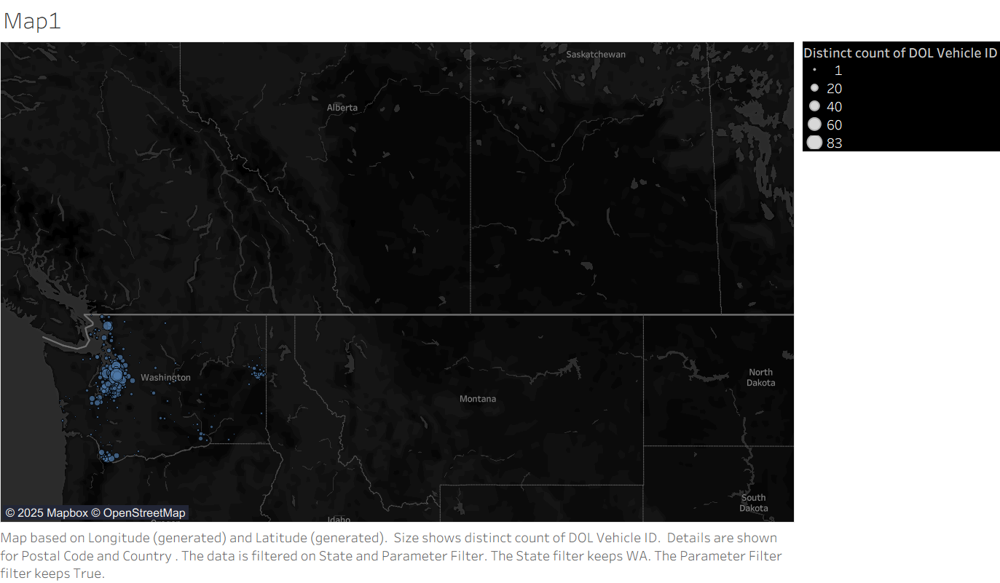 Map1
Distinct count of DOL Vehicle ID
1
20
40
60
83
Saskatchewan
Alberta
Washington
Montana
North
Dakota
South
Dakota
Idaho
Oregon
© 2025 Mapbox © OpenStreetMap
Map based on Longitude (generated) and Latitude (generated).  Size shows distinct count of DOL Vehicle ID.  Details are shown
for Postal Code and Country . The data is filtered on State and Parameter Filter. The State filter keeps WA. The Parameter Filter
filter keeps True.